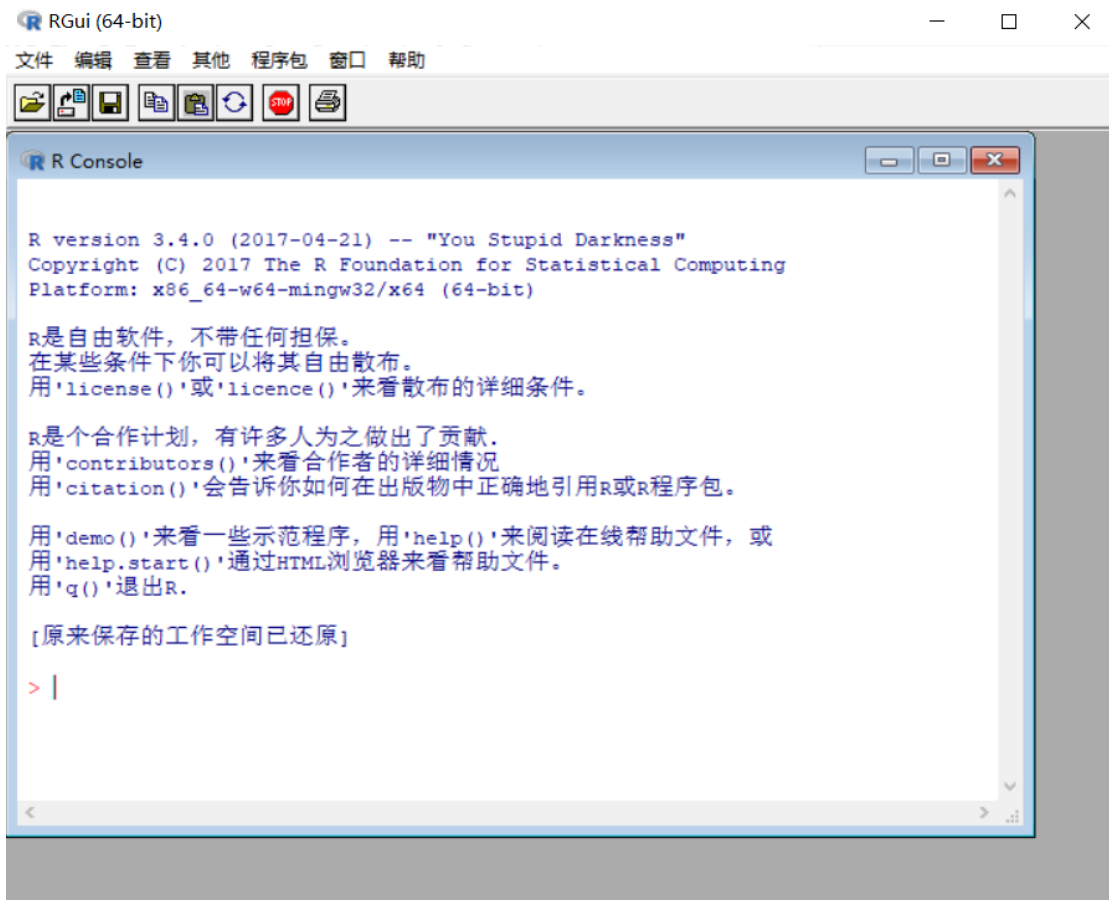 RGui (64-bit)
文件 编辑 查看 其他 程序包 窗口 帮助
STOP
R Console
R version 3.4.0 (2017-04-21) -- "You Stupid Darkness"
Copyright (C) 2017 The R Foundation for Statistical Computing
Platform: x86_64-w64-mingw32/x64 (64-bit)
R是自由软件，不带任何担保。
在某些条件下你可以将其自由散布。
用'license()'或'licence()'来看散布的详细条件。
R是个合作计划，有许多人为之做出了贡献.
用'contributors()'来看合作者的详细情况
用'citation()'会告诉你如何在出版物中正确地引用R或R程序包。
用'demo()'来看一些示范程序，用'help()'来阅读在线帮助文件，或
用'help.start()'通过HTML浏览器来看帮助文件。
用'q()'退出R.
[原来保存的工作空间已还原]
>